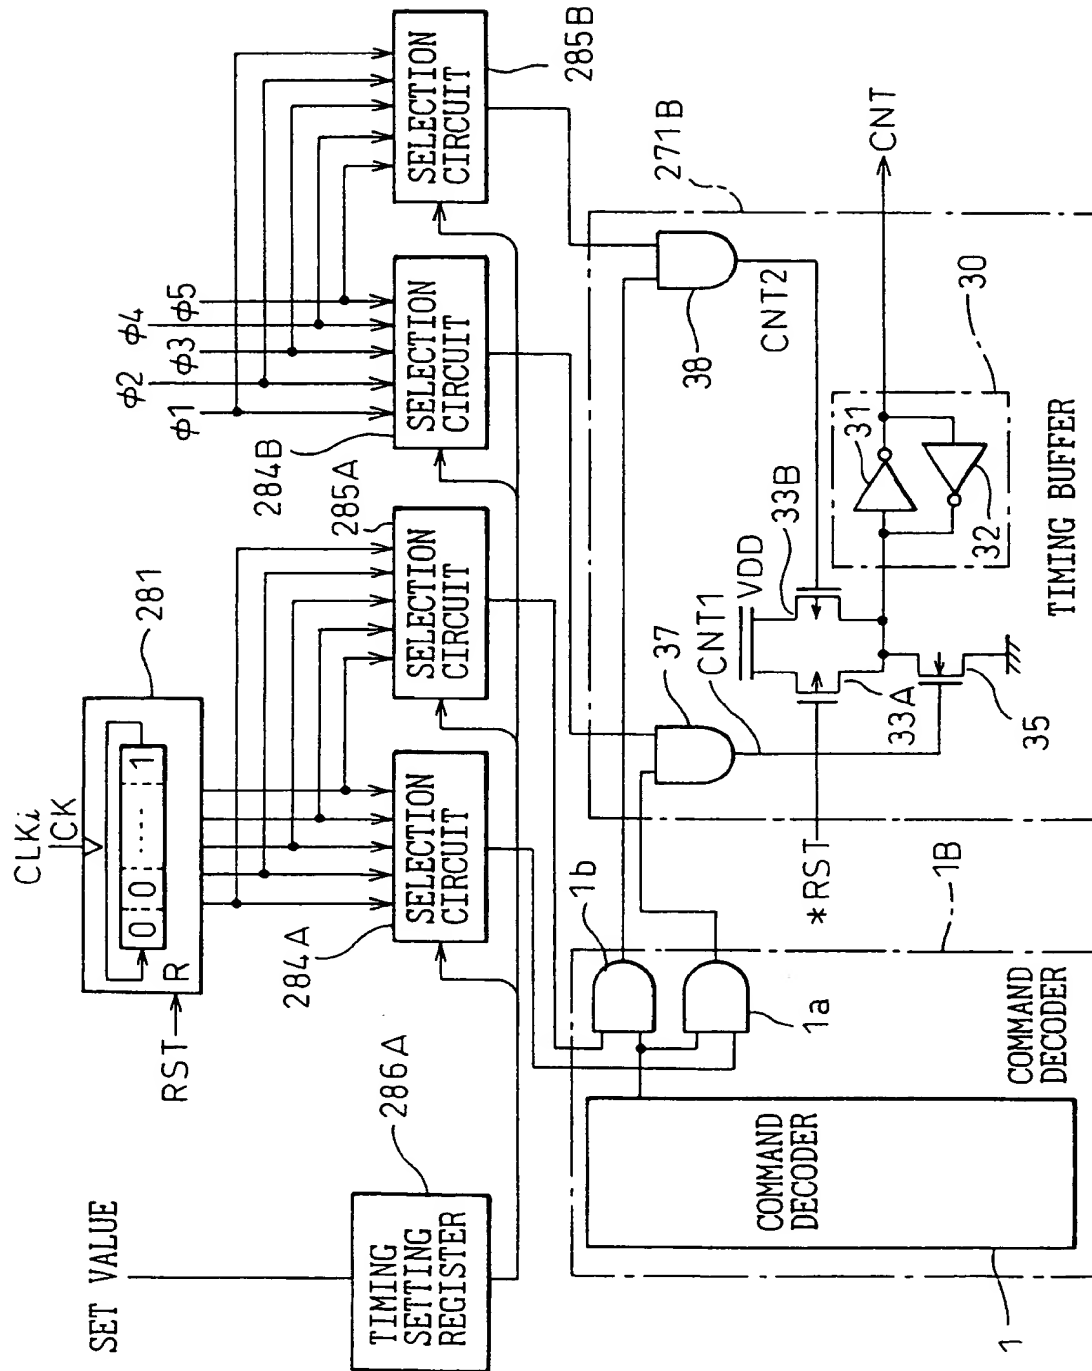 SET VALUE
TIMING
SETTING
REGISTER
286A
RST
CLKi
CK
R
0 0 ..... 1
281
284A
SELECTION
CIRCUIT
285A
SELECTION
CIRCUIT
284B
SELECTION
CIRCUIT
285B
SELECTION
CIRCUIT
φ1
φ2
φ3
φ4
φ5
COMMAND
DECODER
1
COMMAND
DECODER
1B
1a
1b
*RST
37
CNT1
38
CNT2
VDD
33A
33B
35
31
32
30
CNT
271B
TIMING BUFFER